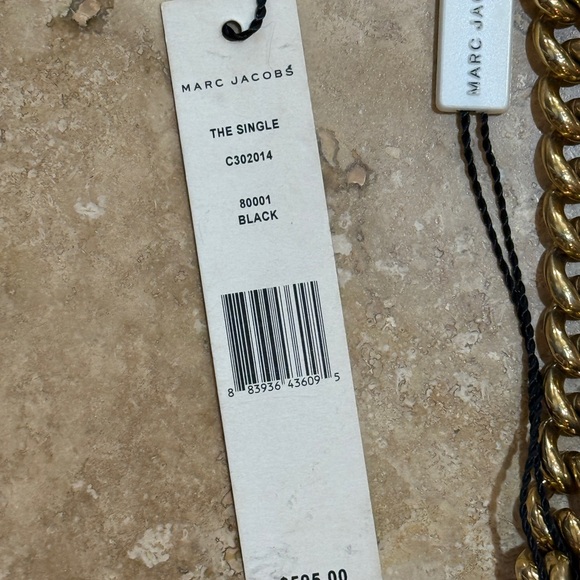 MARC JACOBS
THE SINGLE
C302014
80001
BLACK
8 83936 43609 5
MARC JAC